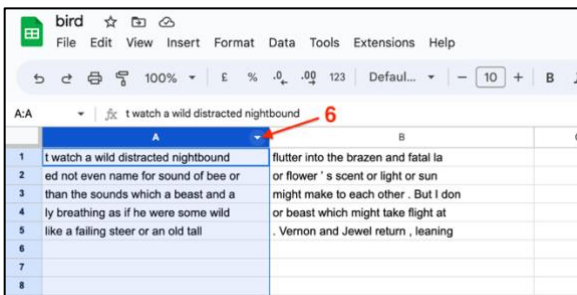 bird
File Edit View Insert Format Data Tools Extensions Help
100% £ % .0 .00 123 Defaul... − 10 + B
A:A fx t watch a wild distracted nightbound 6
A B
1 t watch a wild distracted nightbound flutter into the brazen and fatal la
2 ed not even name for sound of bee or or flower ' s scent or light or sun
3 than the sounds which a beast and a might make to each other . But I don
4 ly breathing as if he were some wild or beast which might take flight at
5 like a failing steer or an old tall . Vernon and Jewel return , leaning
6
7
8